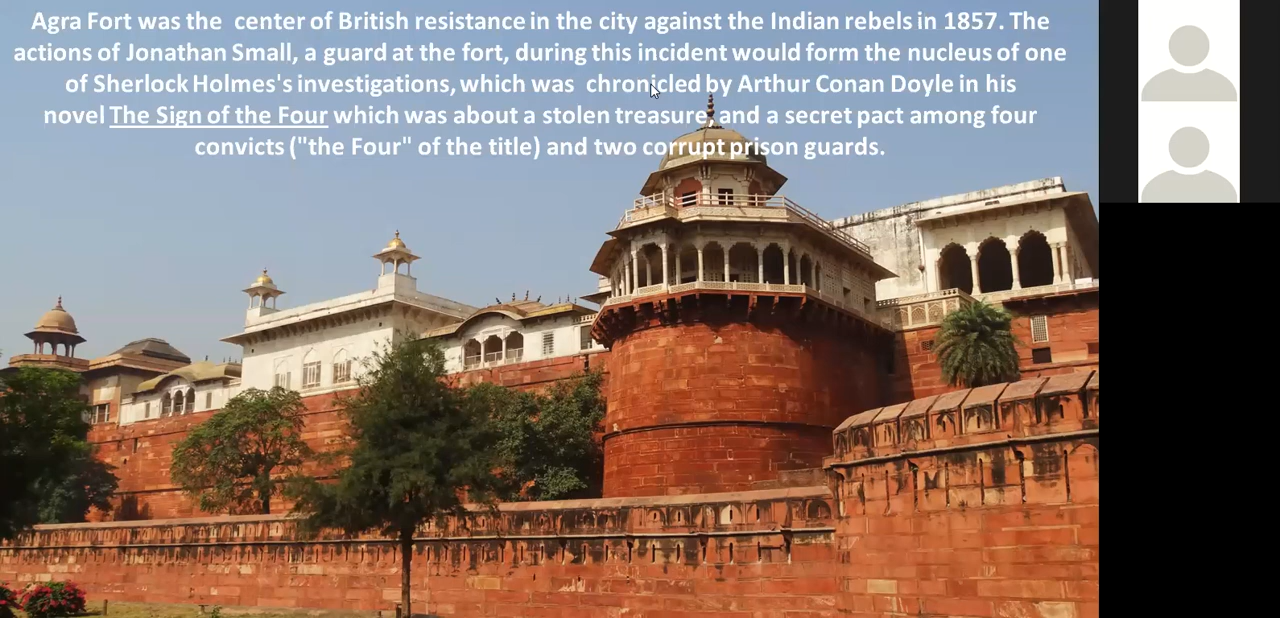 Agra Fort was the center of British resistance in the city against the Indian rebels in 1857. The
actions of Jonathan Small, a guard at the fort, during this incident would form the nucleus of one
of Sherlock Holmes's investigations, which was chronicled by Arthur Conan Doyle in his
novel The Sign of the Four which was about a stolen treasure, and a secret pact among four
convicts ("the Four" of the title) and two corrupt prison guards.